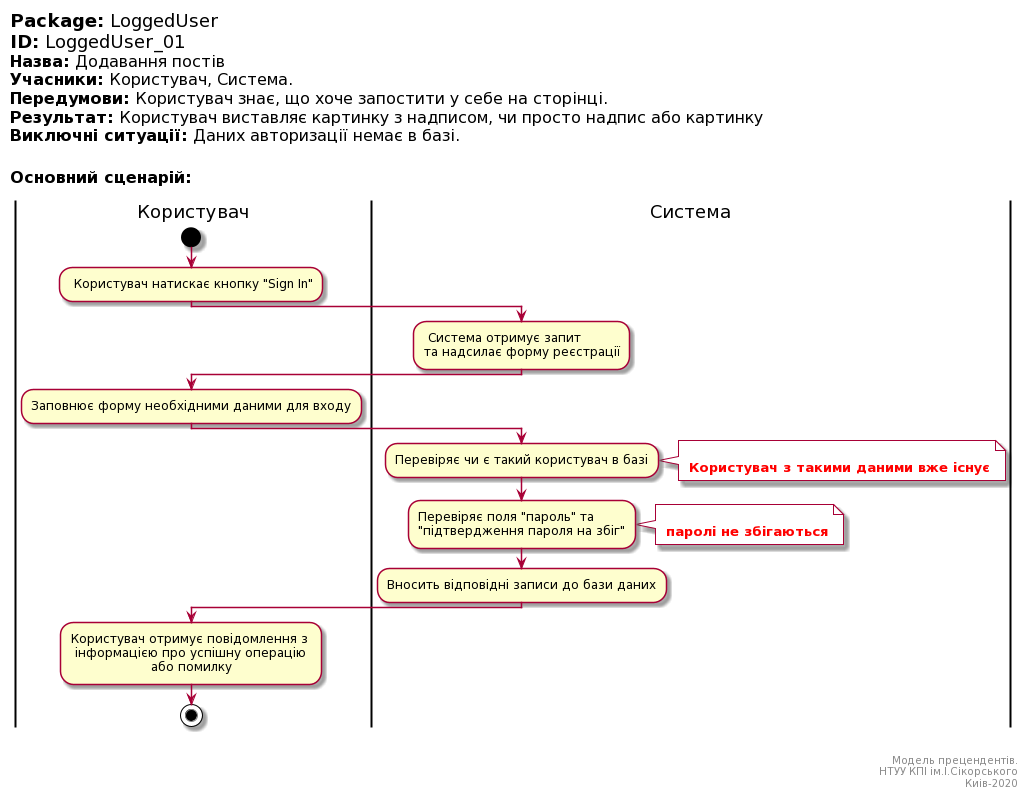 Package: LoggedUser
ID: LoggedUser_01
Назва: Додавання постів
Учасники: Користувач, Система.
Передумови: Користувач знає, що хоче запостити у себе на сторінці.
Результат: Користувач виставляє картинку з надписом, чи просто надпис або картинку
Виключні ситуації: Даних авторизації немає в базі.
Основний сценарій:
Користувач
Система
Користувач натискає кнопку "Sign In"
Система отримує запит
та надсилає форму реєстрації
Заповнює форму необхідними даними для входу
Перевіряє чи є такий користувач в базі
Користувач з такими даними вже існує
Перевіряє поля "пароль" та
"підтвердження пароля на збіг"
паролі не збігаються
Вносить відповідні записи до бази даних
Користувач отримує повідомлення з
інформацією про успішну операцію
або помилку
Модель прецендентів.
НТУУ КПІ ім.І.Сікорського
Київ-2020